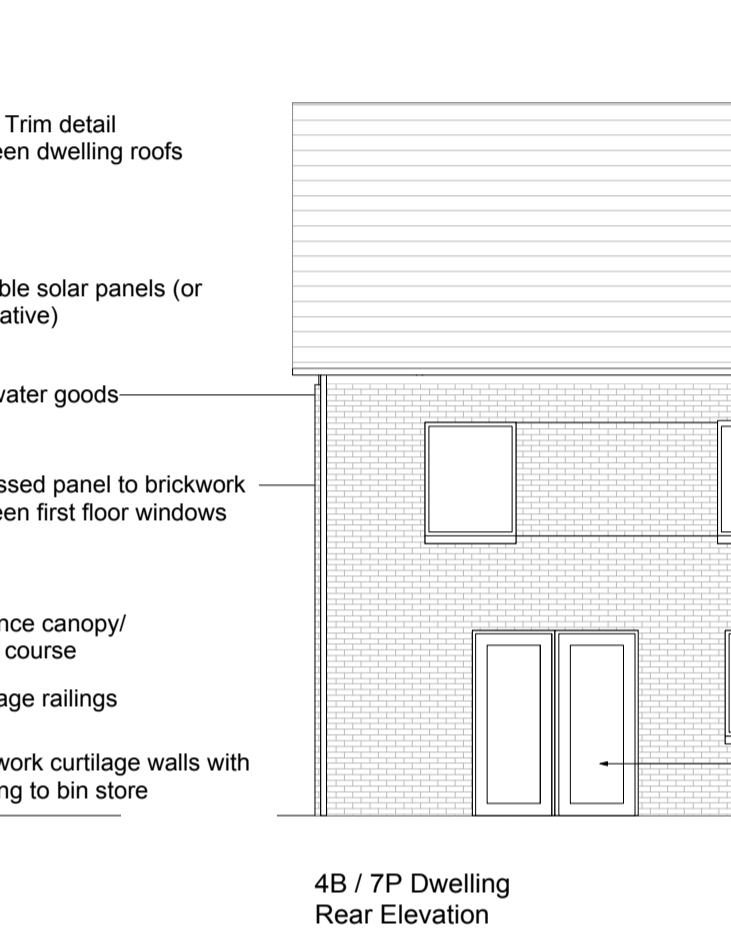 Trim detail
een dwelling roofs
ble solar panels (or
ative)
water goods
ssed panel to brickwork
een first floor windows
nce canopy/
course
age railings
work curtilage walls with
ng to bin store
4B / 7P Dwelling
Rear Elevation